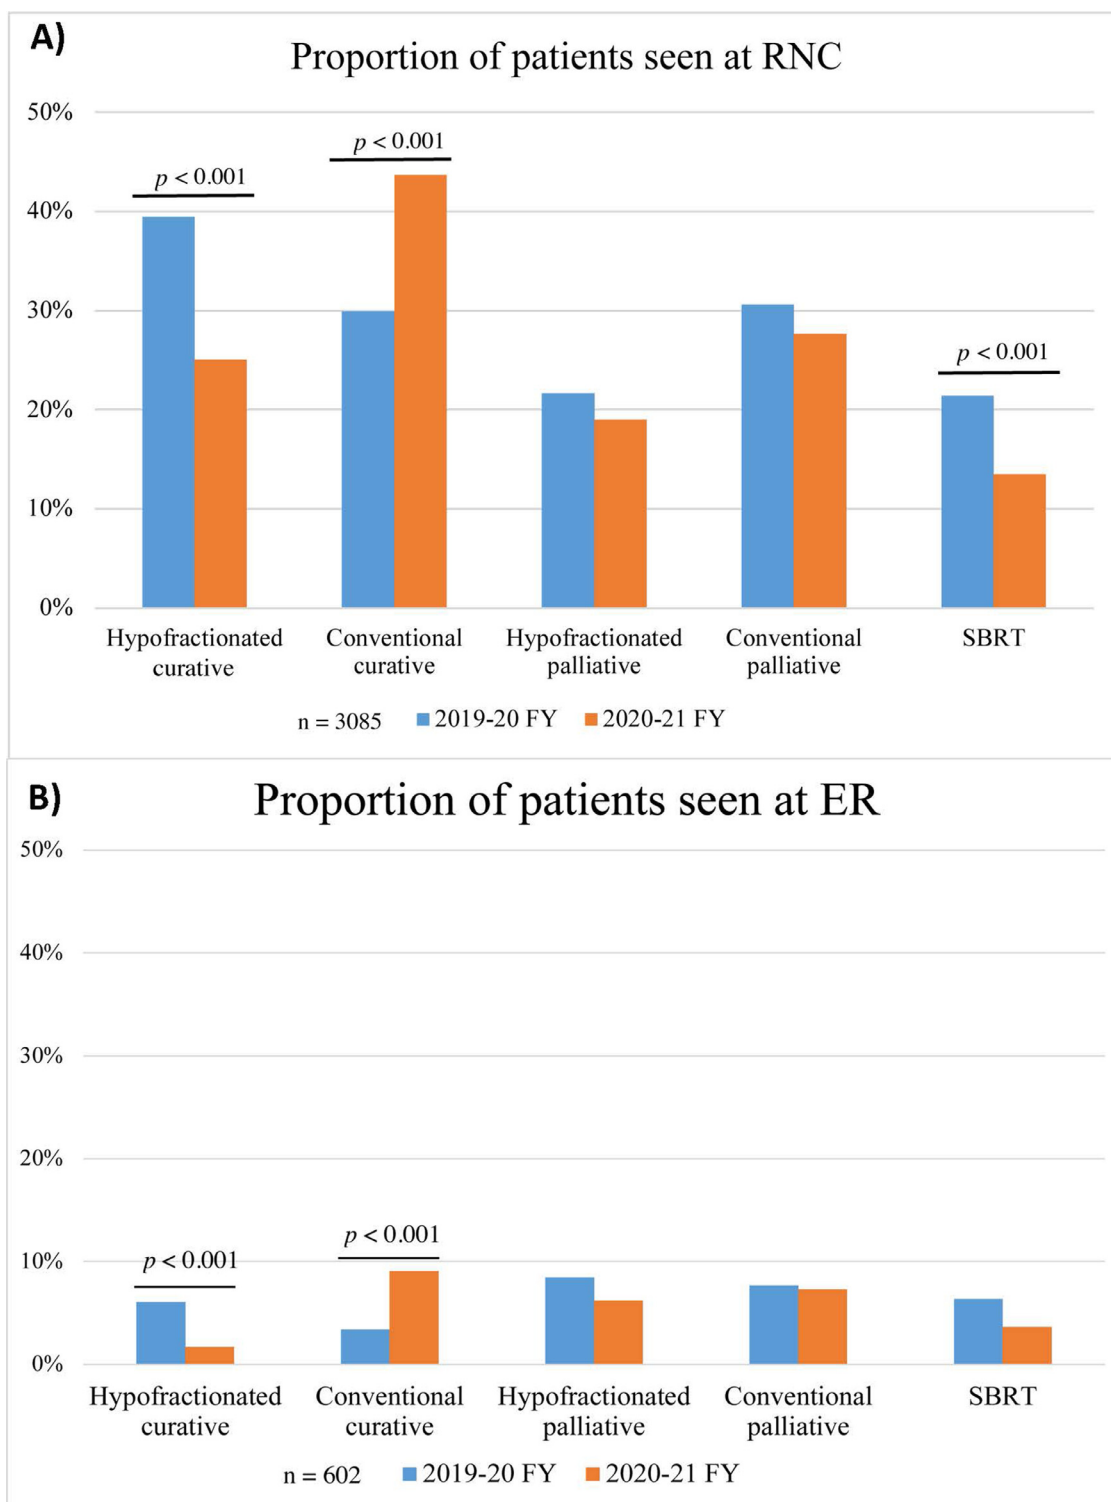 A)
Proportion of patients seen at RNC
50%
p < 0.001
p < 0.001
40%
30%
p < 0.001
20%
10%
0%
Hypofractionated curative
Conventional curative
Hypofractionated palliative
Conventional palliative
SBRT
n = 3085 2019-20 FY 2020-21 FY
B)
Proportion of patients seen at ER
50%
40%
30%
20%
p < 0.001
10%
p < 0.001
0%
Hypofractionated curative
Conventional curative
Hypofractionated palliative
Conventional palliative
SBRT
n = 602 2019-20 FY 2020-21 FY